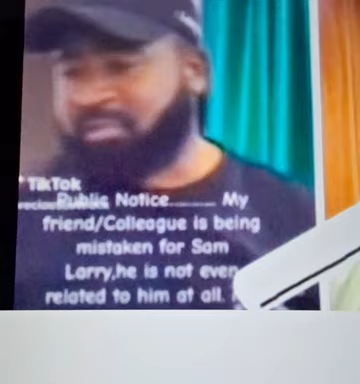 TikTok
Public Notice......... My
friend/Colleague is being
mistaken for Sam
Larry,he is not even
related to him at all.